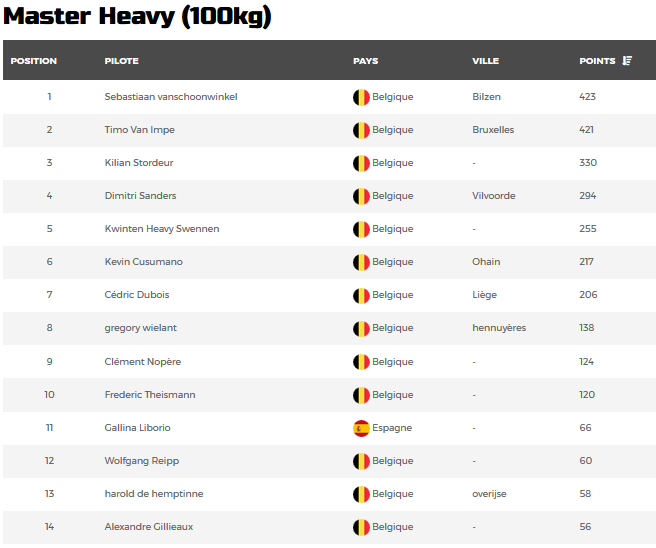 Master Heavy (100kg)
POSITION PILOTE PAYS VILLE POINTS
1 Sebastiaan vanschoonwinkel Belgique Bilzen 423
2 Timo Van Impe Belgique Bruxelles 421
3 Kilian Stordeur Belgique - 330
4 Dimitri Sanders Belgique Vilvoorde 294
5 Kwinten Heavy Swennen Belgique - 255
6 Kevin Cusumano Belgique Ohain 217
7 Cédric Dubois Belgique Liège 206
8 gregory wielant Belgique hennuyères 138
9 Clément Nopère Belgique - 124
10 Frederic Theismann Belgique - 120
11 Gallina Liborio Espagne - 66
12 Wolfgang Reipp Belgique - 60
13 harold de hemptinne Belgique overijse 58
14 Alexandre Gillieaux Belgique - 56